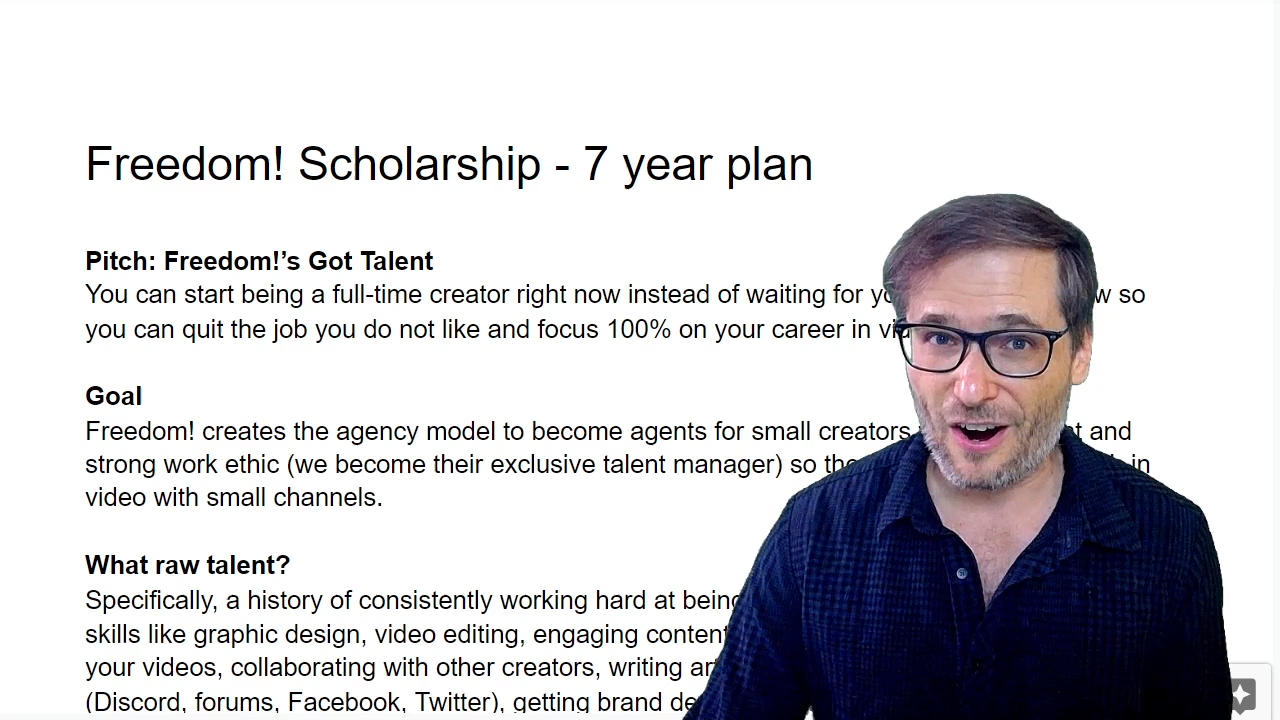 Freedom! Scholarship - 7 year plan
Pitch: Freedom!’s Got Talent
You can start being a full-time creator right now instead of waiting for so
you can quit the job you do not like and focus 100% on your career in
Goal
Freedom! creates the agency model to become agents for small creators and
strong work ethic (we become their exclusive talent manager) so in
video with small channels.
What raw talent?
Specifically, a history of consistently working hard at being
skills like graphic design, video editing, engaging content
your videos, collaborating with other creators, writing
(Discord, forums, Facebook, Twitter), getting brand